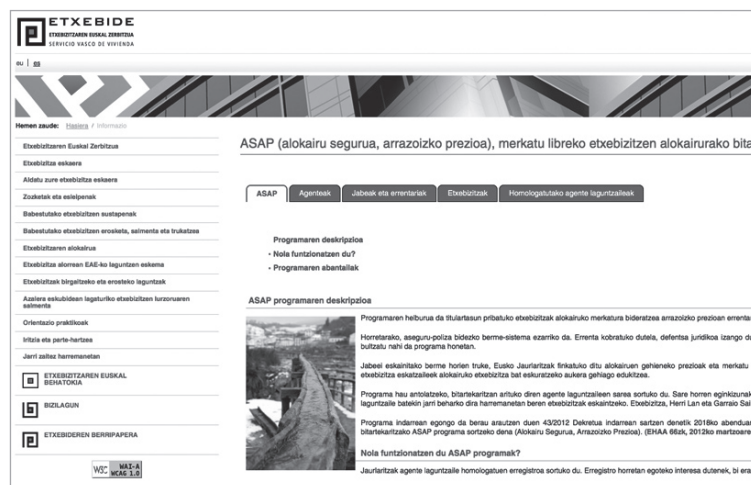 ETXEBIDE
ETXEBIZITZAREN EUSKAL ZERBITZUA
SERVICIO VASCO DE VIVIENDA
eu | es
Hemen zaude: Hasiera / Informazio
Etxebizitzaren Euskal Zerbitzua
Etxebizitza eskaera
Aldatu zure etxebizitza eskaera
Zozketak eta esleipenak
Babestutako etxebizitzen sustapenak
Babestutako etxebizitzen erosketa, salmenta eta trukatzea
Etxebizitzaren alokairua
Etxebizitza alorrean EAE-ko laguntzen eskema
Etxebizitzak birgaitzeko eta erosteko laguntzak
Azalera eskubidean lagaturiko etxebizitzen lurzoruaren
salmenta
Orientazio praktikoak
Iritzia eta parte-hartzea
Jarri zaitez harremanetan
ETXEBIZITZAREN EUSKAL
BEHATOKIA
BIZILAGUN
ETXEBIDEREN BERRIPAPERA
W3C WAI-A
WCAG 1.0
ASAP (alokairu segurua, arrazoizko prezioa), merkatu libreko etxebizitzen alokairurako bita
ASAP Agenteak Jabeak eta errentariak Etxebizitzak Homologatutako agente laguntzaileak
Programaren deskripzioa
• Nola funtzionatzen du?
• Programaren abantailak
ASAP programaren deskripzioa
Programaren helburua da titulartasun pribatuko etxebizitzak alokairuko merkatura bideratzea arrazoizko prezioan errenta
Horretarako, aseguru-poliza bidezko berme-sistema ezarriko da. Errenta kobratuko dutela, defentsa juridikoa izango du
bultzatu nahi da programa honetan.
Jabeei eskainitako berme horien truke, Eusko Jaurlaritzak finkatuko ditu alokairuen gehieneko prezioak eta merkatu
etxebizitza eskatzaileek alokairuko etxebizitza bat eskuratzeko aukera gehiago edukitzea.
Programa hau antolatzeko, bitartekaritzan arituko diren agente laguntzaileen sarea sortuko du. Sare horren eginkizunak
laguntzaile batekin jarri beharko dira harremanetan beren etxebizitzak eskaintzeko. Etxebizitza, Herri Lan eta Garraio Sai
Programa indarrean egongo da berau arautzen duen 43/2012 Dekretua indarrean sartzen denetik 2018ko abendua
bitartekaritzako ASAP programa sortzeko dena (Alokairu Segurua, Arrazoizko Prezioa). (EHAA 66zk, 2012ko martxoare
Nola funtzionatzen du ASAP programak?
Jaurlaritzak agente laguntzaile homologatuen erregistroa sortuko du. Erregistro horretan egoteko interesa dutenek, bi era